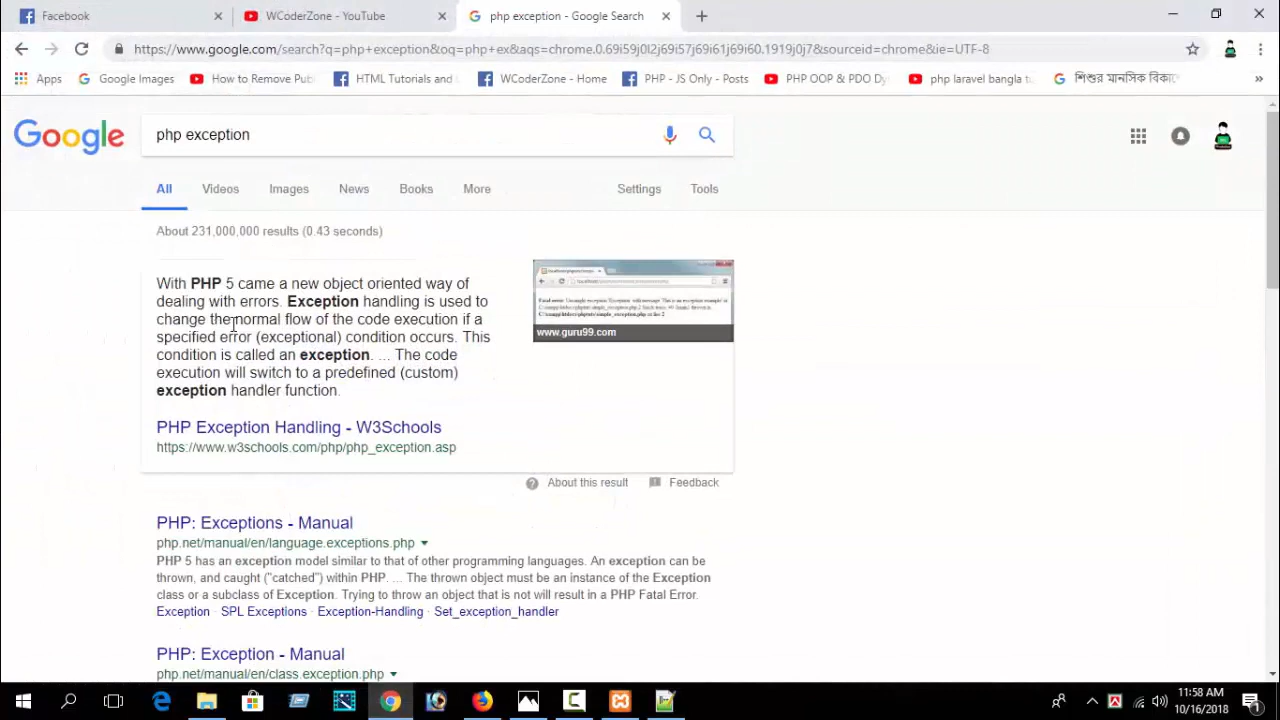 Facebook
WCoderZone - YouTube
php exception - Google Search
https://www.google.com/search?q=php+exception&oq=php+ex&aqs=chrome.0.69i59j0l2j69i57j69i61j69i60.1919j0j7&sourceid=chrome&ie=UTF-8
Apps
Google Images
How to Remove Put
HTML Tutorials and
WCoderZone - Home
PHP - JS Only - Posts
PHP OOP & PDO Dy
php laravel bangla tu
শিশুর মানসিক বিকাে
»
Google
php exception
All
Videos
Images
News
Books
More
Settings
Tools
About 231,000,000 results (0.43 seconds)
With PHP 5 came a new object oriented way of
dealing with errors. Exception handling is used to
change the normal flow of the code execution if a
specified error (exceptional) condition occurs. This
condition is called an exception. ... The code
execution will switch to a predefined (custom)
exception handler function.
www.guru99.com
PHP Exception Handling - W3Schools
https://www.w3schools.com/php/php_exception.asp
About this result
Feedback
PHP: Exceptions - Manual
php.net/manual/en/language.exceptions.php
PHP 5 has an exception model similar to that of other programming languages. An exception can be
thrown, and caught ("catched") within PHP. ... The thrown object must be an instance of the Exception
class or a subclass of Exception. Trying to throw an object that is not will result in a PHP Fatal Error.
Exception · SPL Exceptions · Exception-Handling · Set_exception_handler
PHP: Exception - Manual
php.net/manual/en/class.exception.php
11:58 AM
10/16/2018